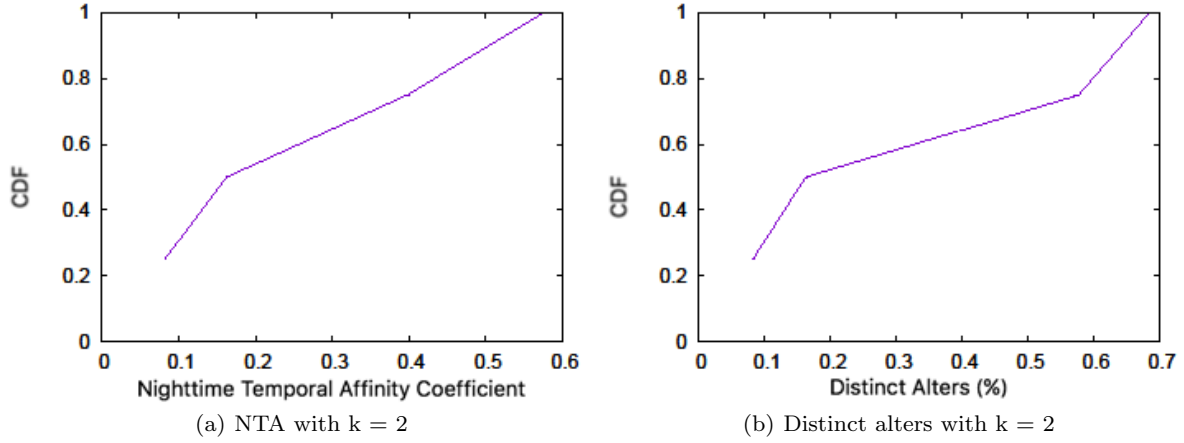 1
0.8
0.6
0.4
0.2
0
CDF
0 0.1 0.2 0.3 0.4 0.5 0.6
Nighttime Temporal Affinity Coefficient
(a) NTA with k = 2
1
0.8
0.6
0.4
0.2
0
CDF
0 0.1 0.2 0.3 0.4 0.5 0.6 0.7
Distinct Alters (%)
(b) Distinct alters with k = 2